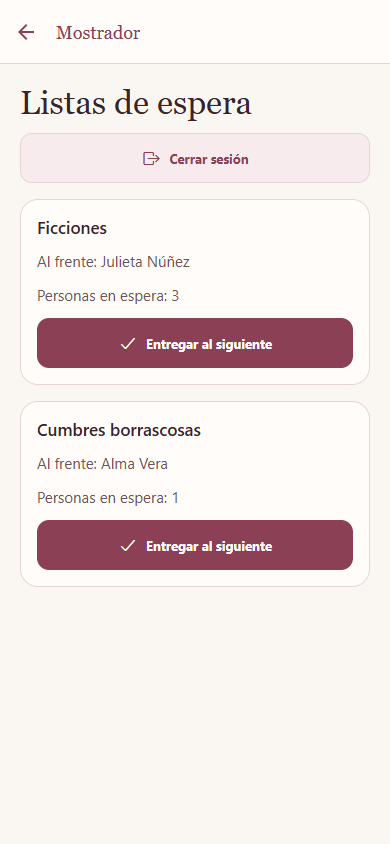 Mostrador
Listas de espera
Cerrar sesión
Ficciones
Al frente: Julieta Núñez
Personas en espera: 3
Entregar al siguiente
Cumbres borrascosas
Al frente: Alma Vera
Personas en espera: 1
Entregar al siguiente